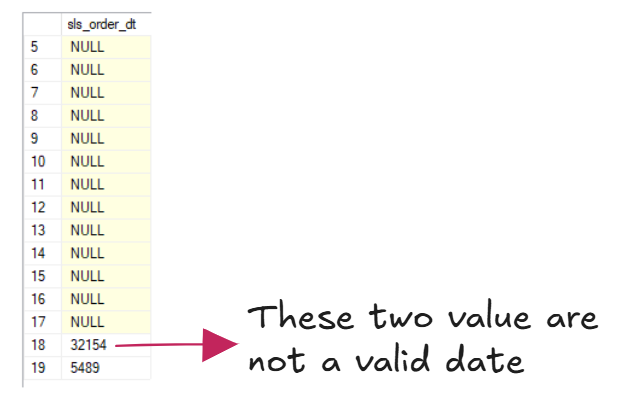 sls_order_dt
5 NULL
6 NULL
7 NULL
8 NULL
9 NULL
10 NULL
11 NULL
12 NULL
13 NULL
14 NULL
15 NULL
16 NULL
17 NULL
18 32154
19 5489
These two value are
not a valid date